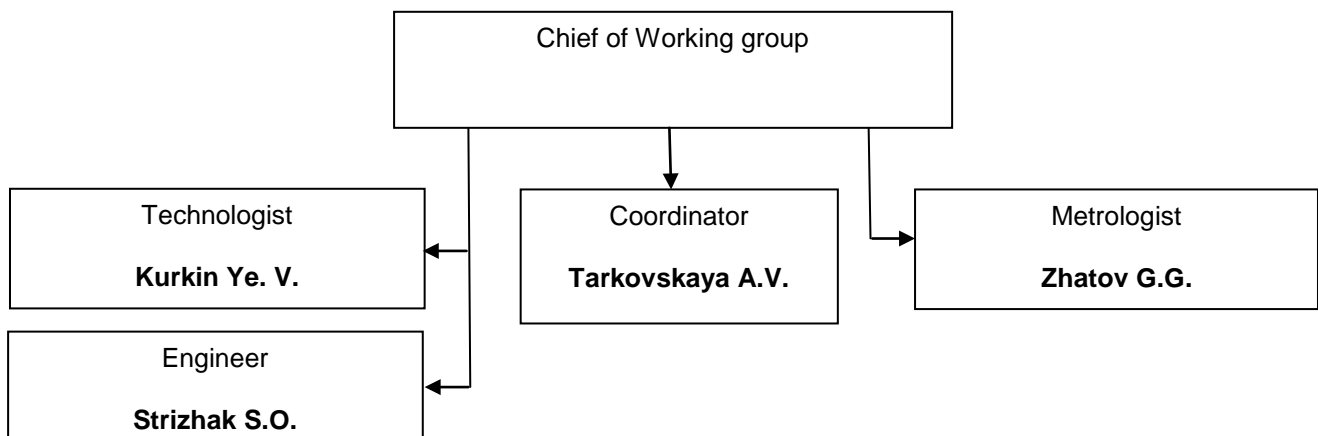 Chief of Working group
Technologist
Kurkin Ye. V.
Coordinator
Tarkovskaya A.V.
Metrologist
Zhatov G.G.
Engineer
Strizhak S.O.